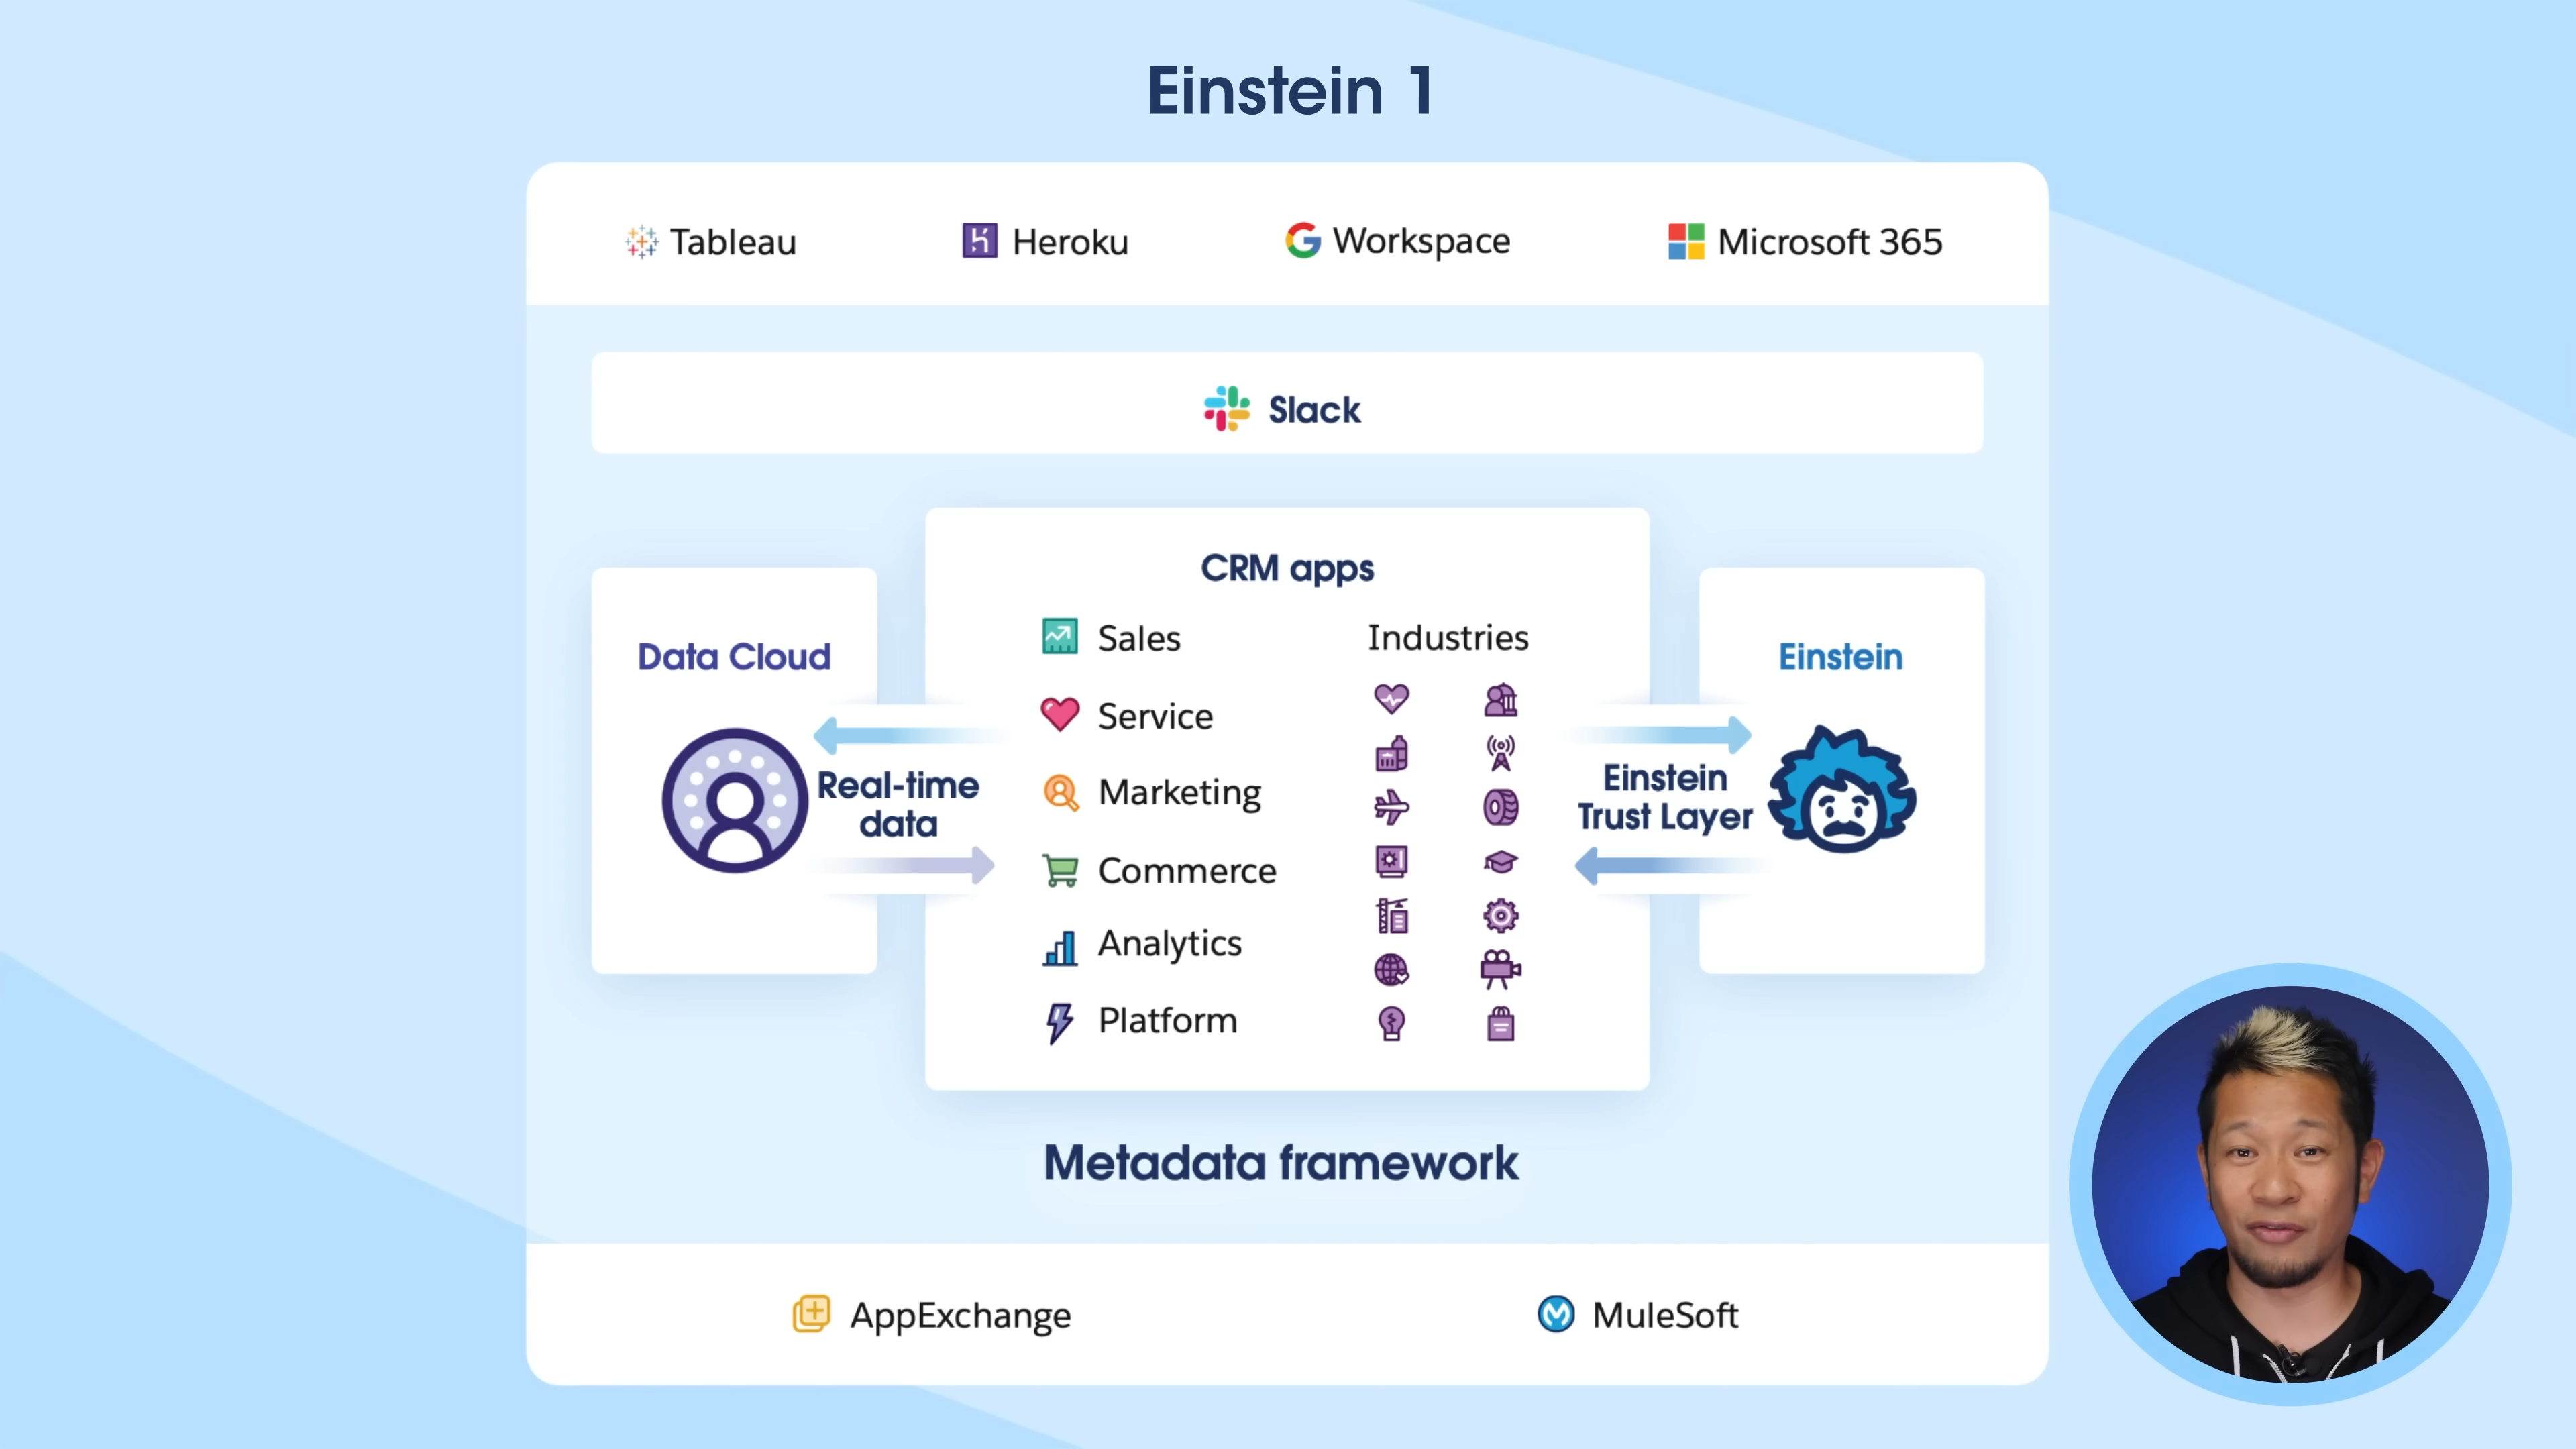 Einstein 1
Tableau
Heroku
Workspace
Microsoft 365
Slack
CRM apps
Data Cloud
Real-time
data
Sales
Service
Marketing
Commerce
Analytics
Platform
Industries
Einstein
Trust Layer
Einstein
Metadata framework
AppExchange
MuleSoft